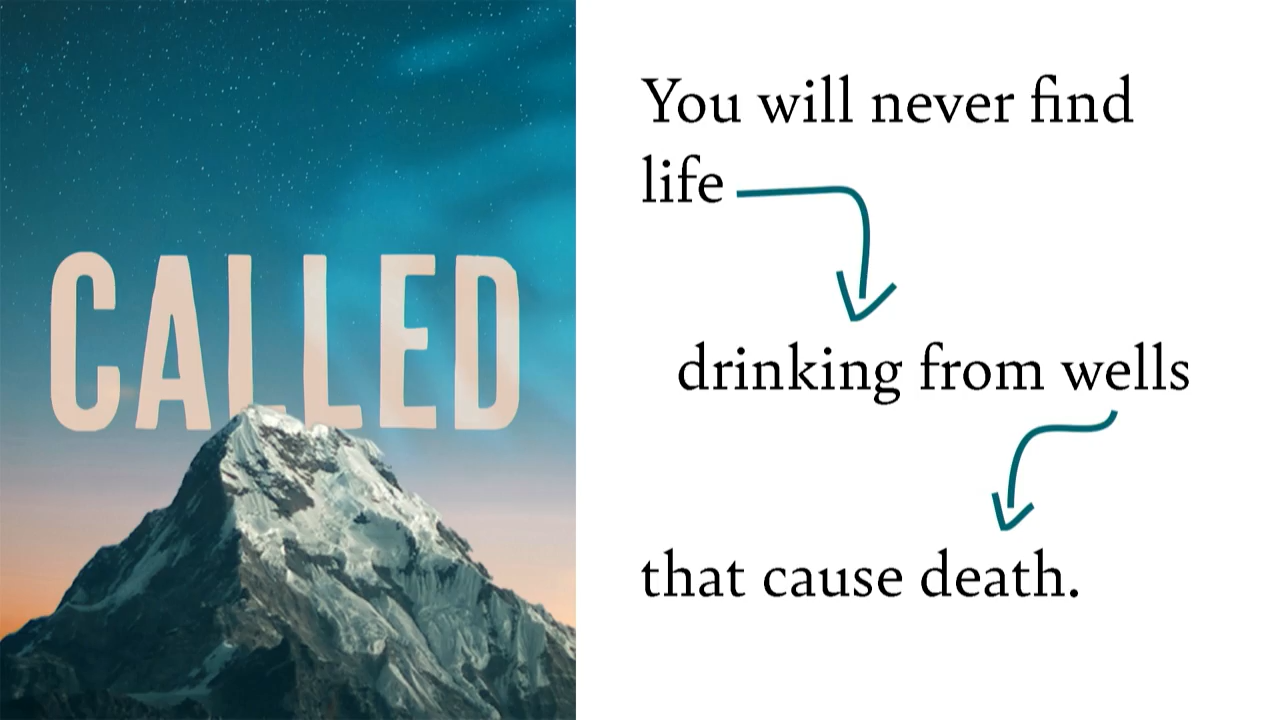 CALLED
You will never find
life
drinking from wells
that cause death.